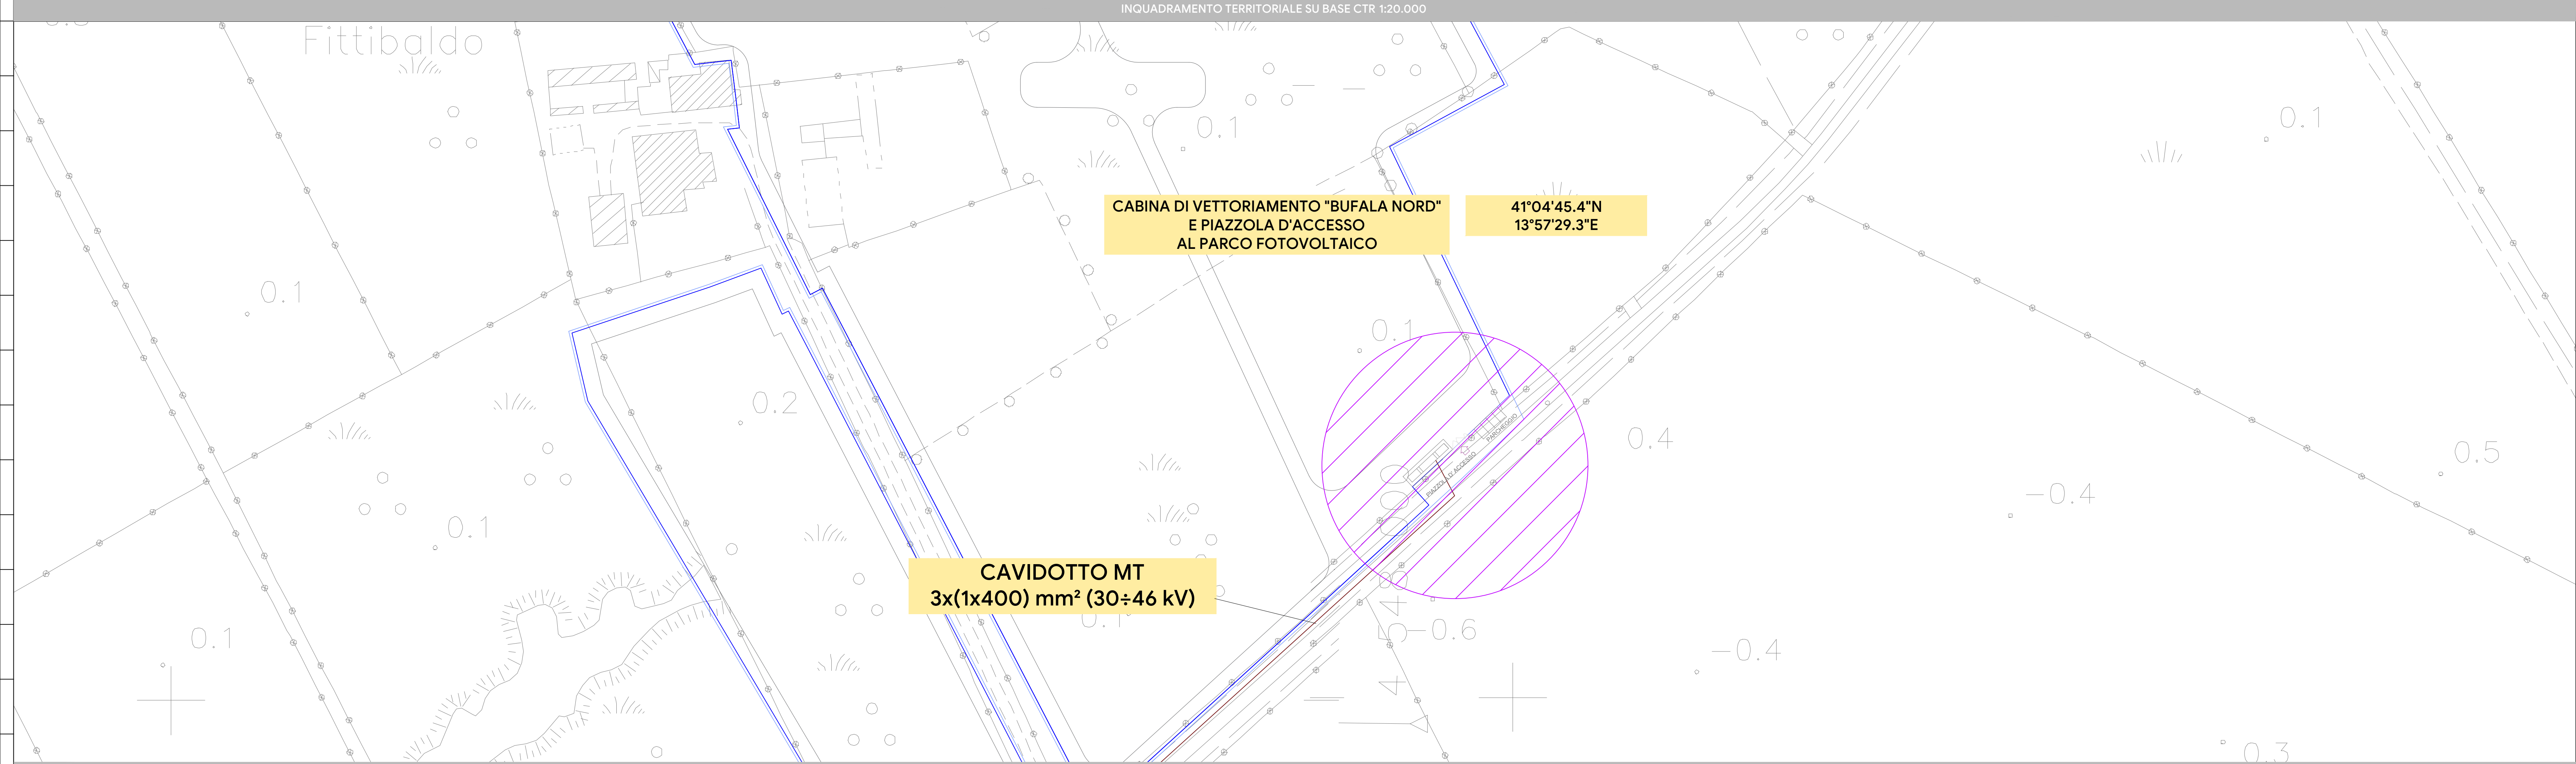 INQUADRAMENTO TERRITORIALE SU BASE CTR 1:20.000
Fittibaldo
0.1
0.1
CABINA DI VETTORIAMENTO "BUFALA NORD"
E PIAZZOLA D'ACCESSO
AL PARCO FOTOVOLTAICO
41°04'45.4"N
13°57'29.3"E
0.1
0.1
0.2
PARCHEGGIO
0.4
0.5
PIAZZOLA D'ACCESSO
-0.4
0.1
CAVIDOTTO MT
3x(1x400) mm² (30÷46 kV)
0.1
0.1
-0.6
-0.4
0.3